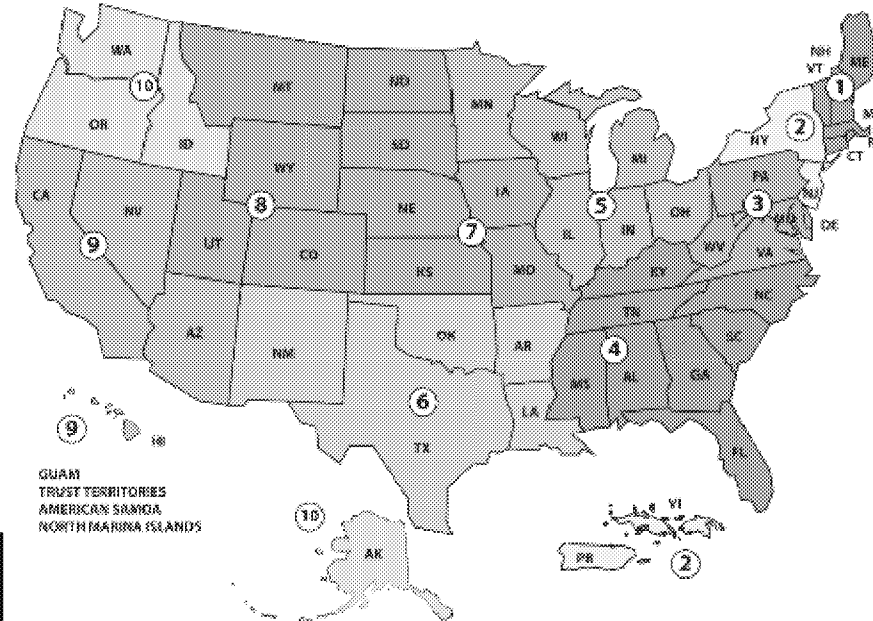 WA
10
OR
ID
MT
ND
MN
WI
MI
NH
VT
ME
1
M
R
CT
NY
2
NJ
PA
3
MD
DE
SD
WY
8
NE
IA
7
IL
5
IN
OH
WV
VA
CA
NV
9
UT
CO
KS
MO
KY
NC
TN
SC
AZ
NM
OK
AR
4
MS
AL
GA
6
TX
LA
FL
9
HI
GUAM
TRUST TERRITORIES
AMERICAN SAMOA
NORTH MARINA ISLANDS
10
AK
VI
PR
2